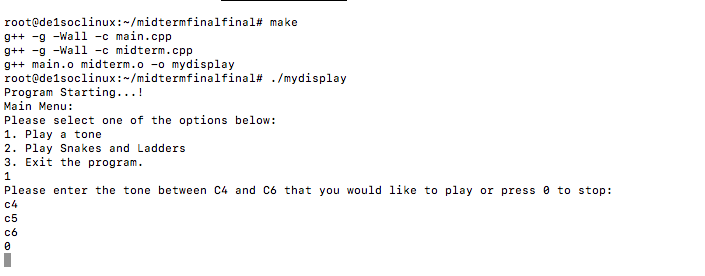 root@de1soclinux:~/midtermfinalfinal# make
g++ -g -Wall -c main.cpp
g++ -g -Wall -c midterm.cpp
g++ main.o midterm.o -o mydisplay
root@de1soclinux:~/midtermfinalfinal# ./mydisplay
Program Starting...!
Main Menu:
Please select one of the options below:
1. Play a tone
2. Play Snakes and Ladders
3. Exit the program.
1
Please enter the tone between C4 and C6 that you would like to play or press 0 to stop:
c4
c5
c6
0